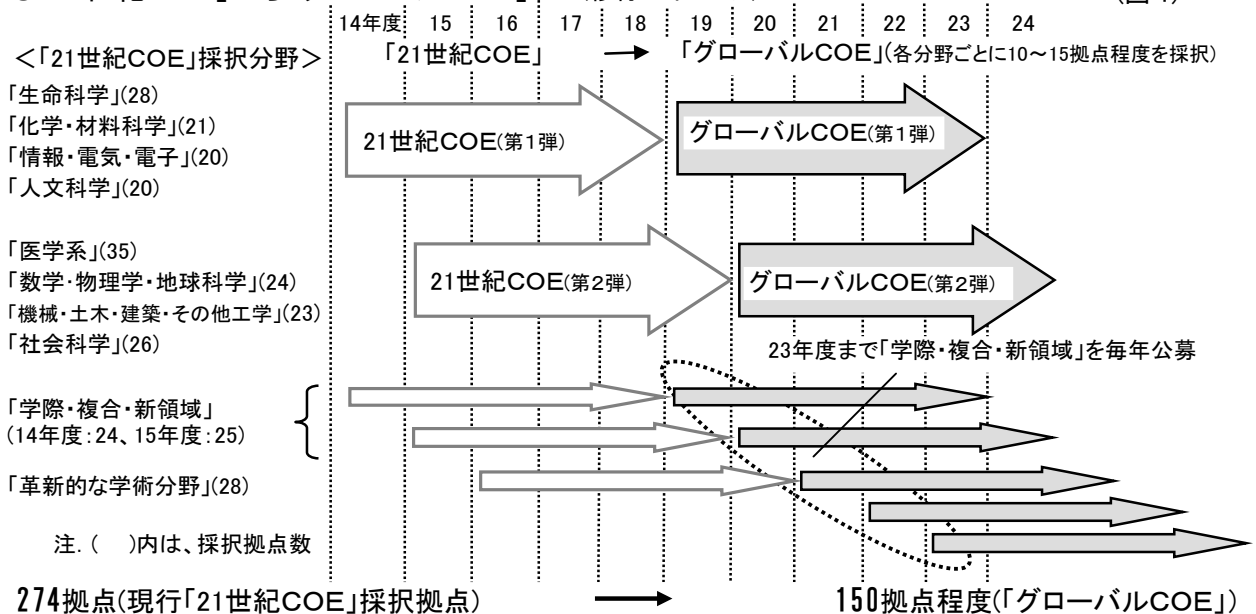 14年度 15 16 17 18 19 20 21 22 23 24
<「21世紀COE」採択分野> 「21世紀COE」 → 「グローバルCOE」(各分野ごとに10~15拠点程度を採択)
「生命科学」(28)
「化学・材料科学」(21)
「情報・電気・電子」(20)
「人文科学」(20)
21世紀COE(第1弾) グローバルCOE(第1弾)
「医学系」(35)
「数学・物理学・地球科学」(24)
「機械・土木・建築・その他工学」(23)
「社会科学」(26)
21世紀COE(第2弾) グローバルCOE(第2弾)
23年度まで「学際・複合・新領域」を毎年公募
「学際・複合・新領域」
(14年度:24、15年度:25)
「革新的な学術分野」(28)
注.( )内は、採択拠点数
274拠点(現行「21世紀COE」採択拠点) → 150拠点程度(「グローバルCOE」)